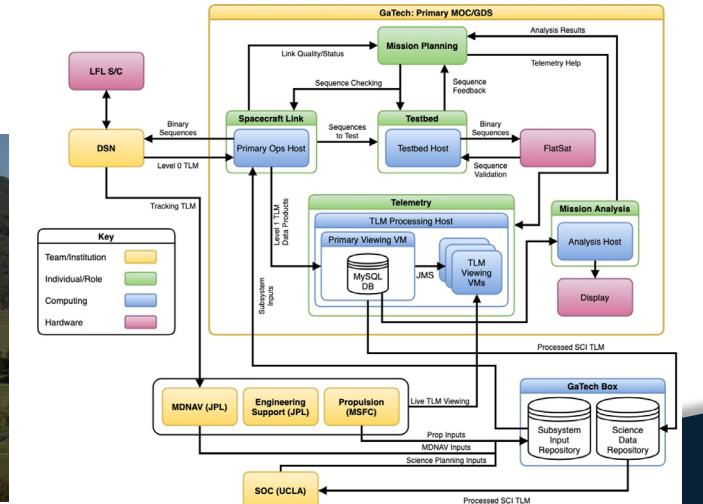 GaTech: Primary MOC/GDS
Analysis Results
Link Quality/Status
Mission Planning
Telemetry Help
LFL S/C
Sequence Checking
Sequence
Feedback
Spacecraft Link
Testbed
Binary
Sequences
DSN
Primary Ops Host
Sequences
to Test
Testbed Host
Binary
Sequences
FlatSat
Level 0 TLM
Sequence
Validation
Tracking TLM
Level 1 TLM
Data Products
Telemetry
TLM Processing Host
Primary Viewing VM
MySQL
DB
JMS
TLM
Viewing
VMs
Mission Analysis
Analysis Host
Display
Key
Team/Institution
Individual/Role
Computing
Hardware
Subsystem
Inputs
Processed SCI TLM
MDNAV (JPL)
Engineering
Support (JPL)
Propulsion
(MSFC)
Live TLM Viewing
GaTech Box
Subsystem
Input
Repository
Science
Data
Repository
Prop Inputs
MDNAV Inputs
Science Planning Inputs
SOC (UCLA)
Processed SCI TLM